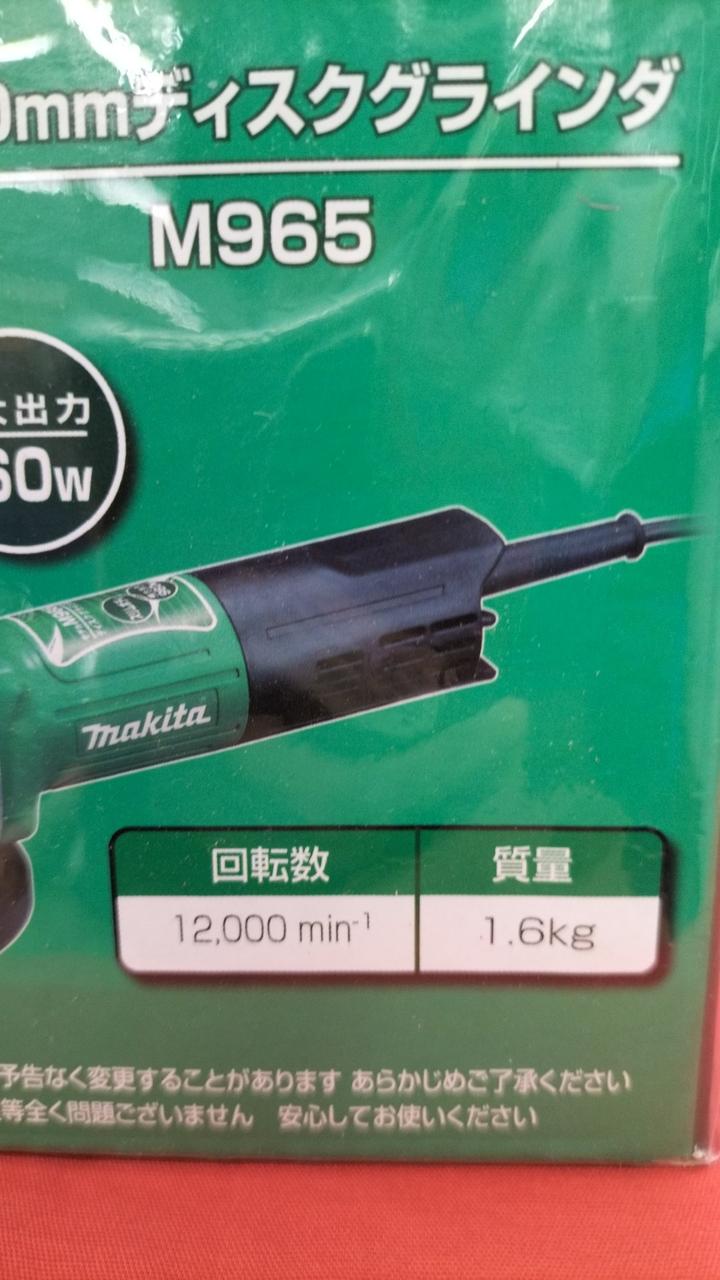 0mmディスクグラインダ
M965
大出力
60W
makita
回転数 質量
12,000 min-1 1.6kg
予告なく変更することがあります あらかじめご了承ください
等全く問題ございません 安心してお使いください